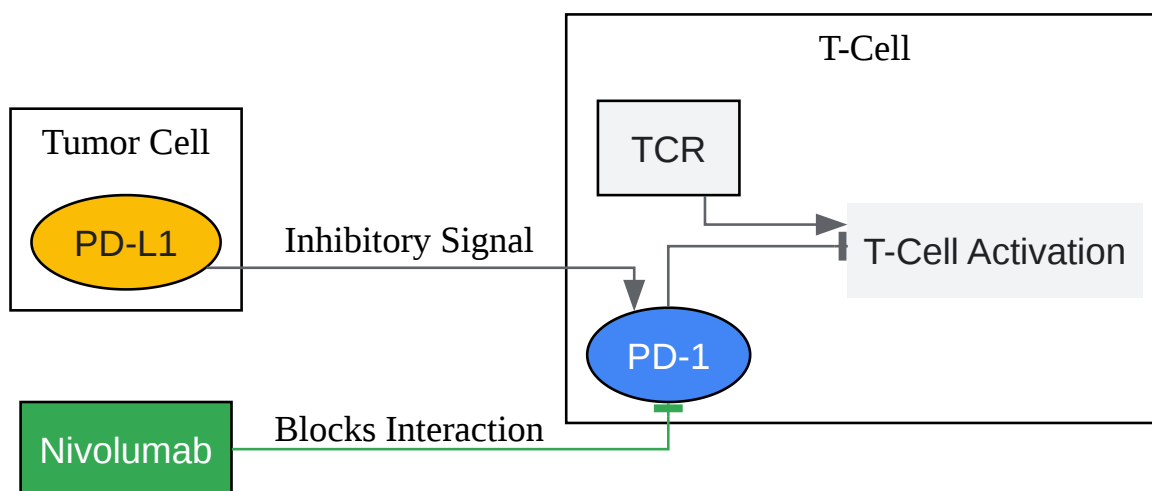 T-Cell
Tumor Cell
TCR
PD-L1
Inhibitory Signal
T-Cell Activation
PD-1
Nivolumab
Blocks Interaction